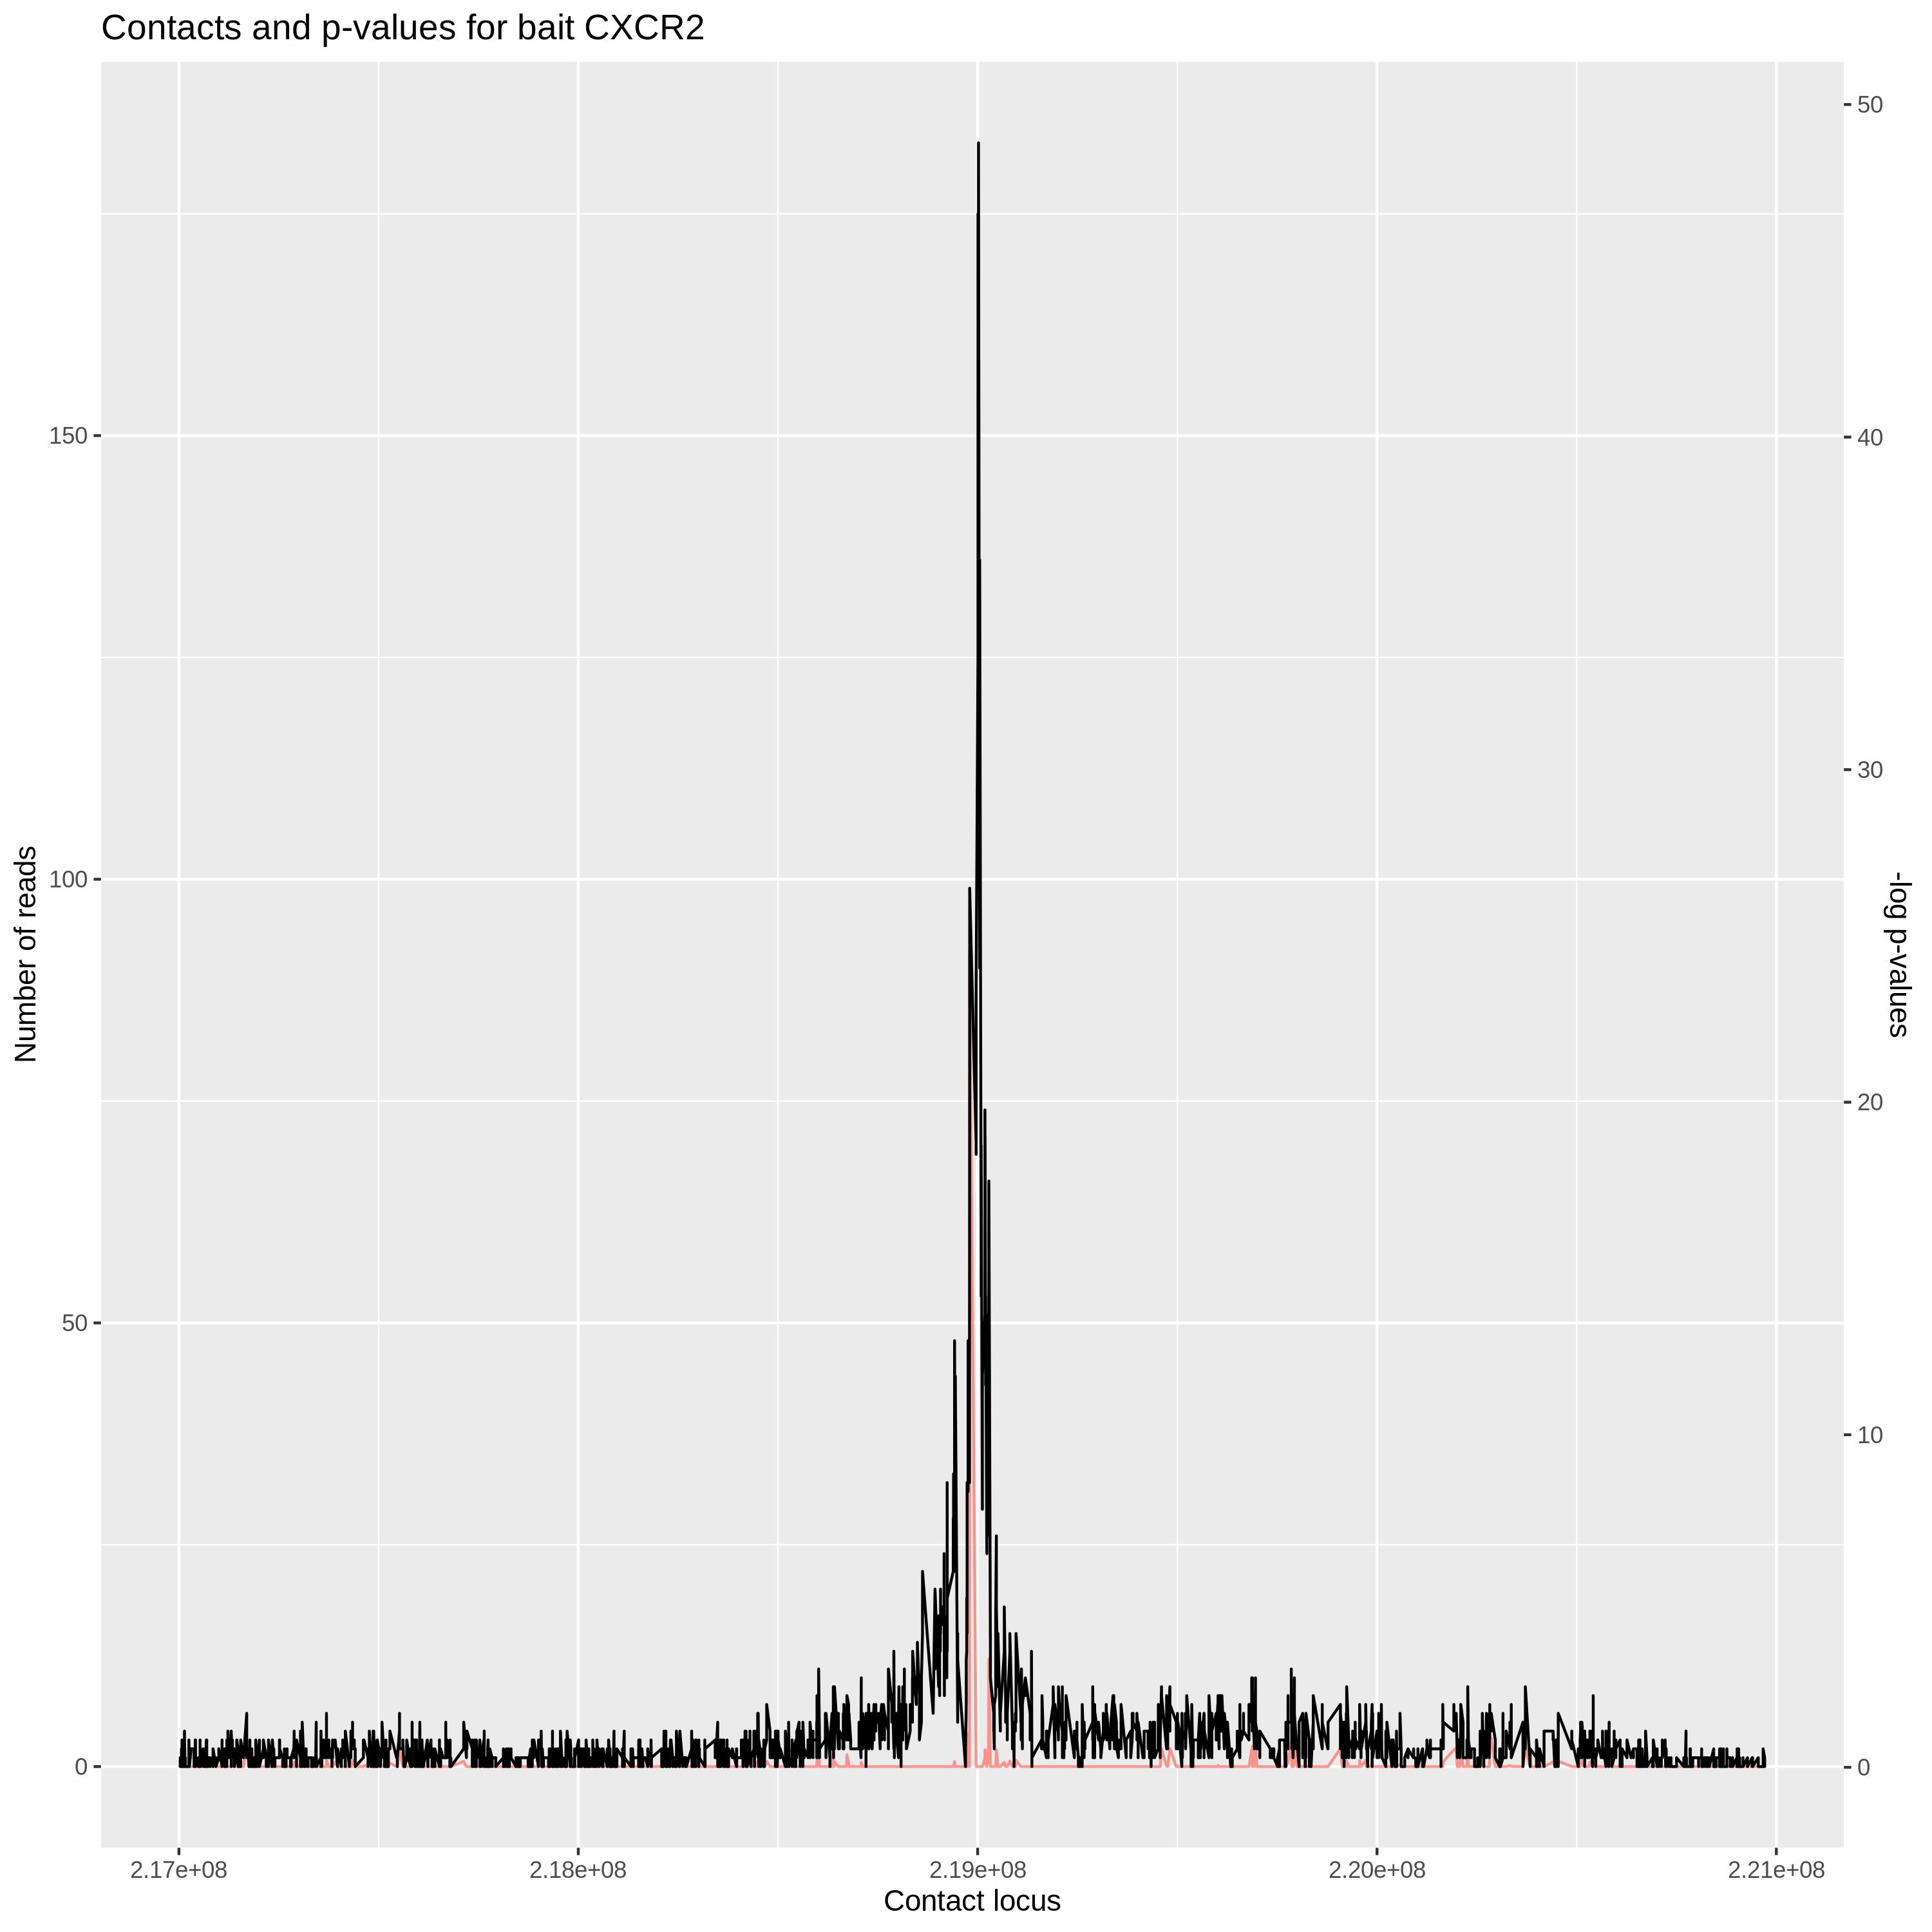 Contacts and p-values for bait CXCR2
Number of reads
150
100
50
0
50
40
30
20
10
0
-log p-values
2.17e+08 2.18e+08 2.19e+08 2.20e+08 2.21e+08
Contact locus